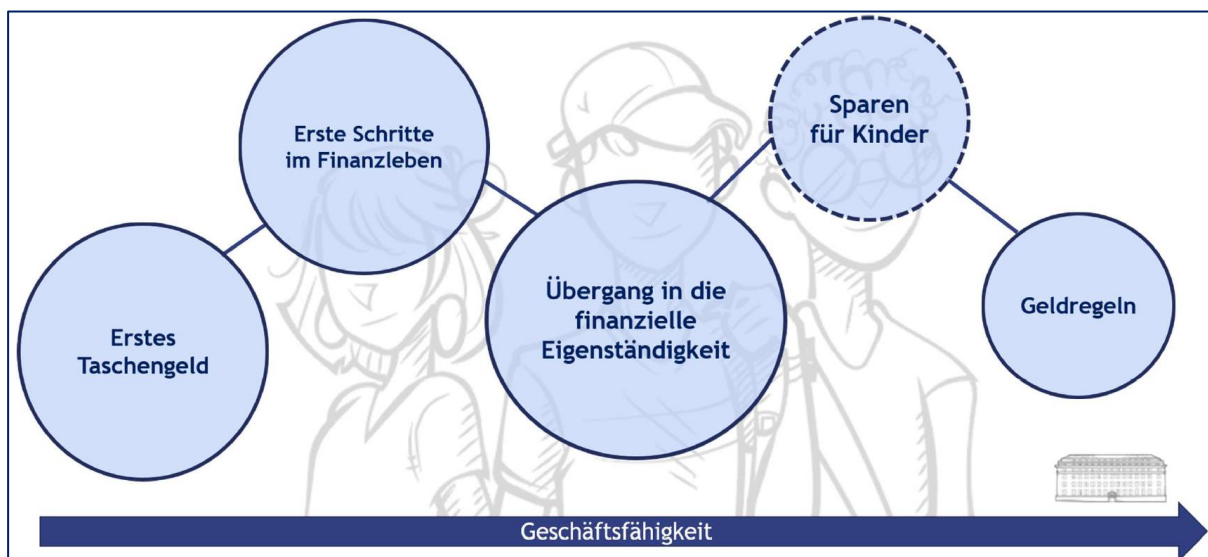 Erstes
Taschengeld
Erste Schritte
im Finanzleben
Übergang in die
finanzielle
Eigenständigkeit
Sparen
für Kinder
Geldregeln
Geschäftsfähigkeit